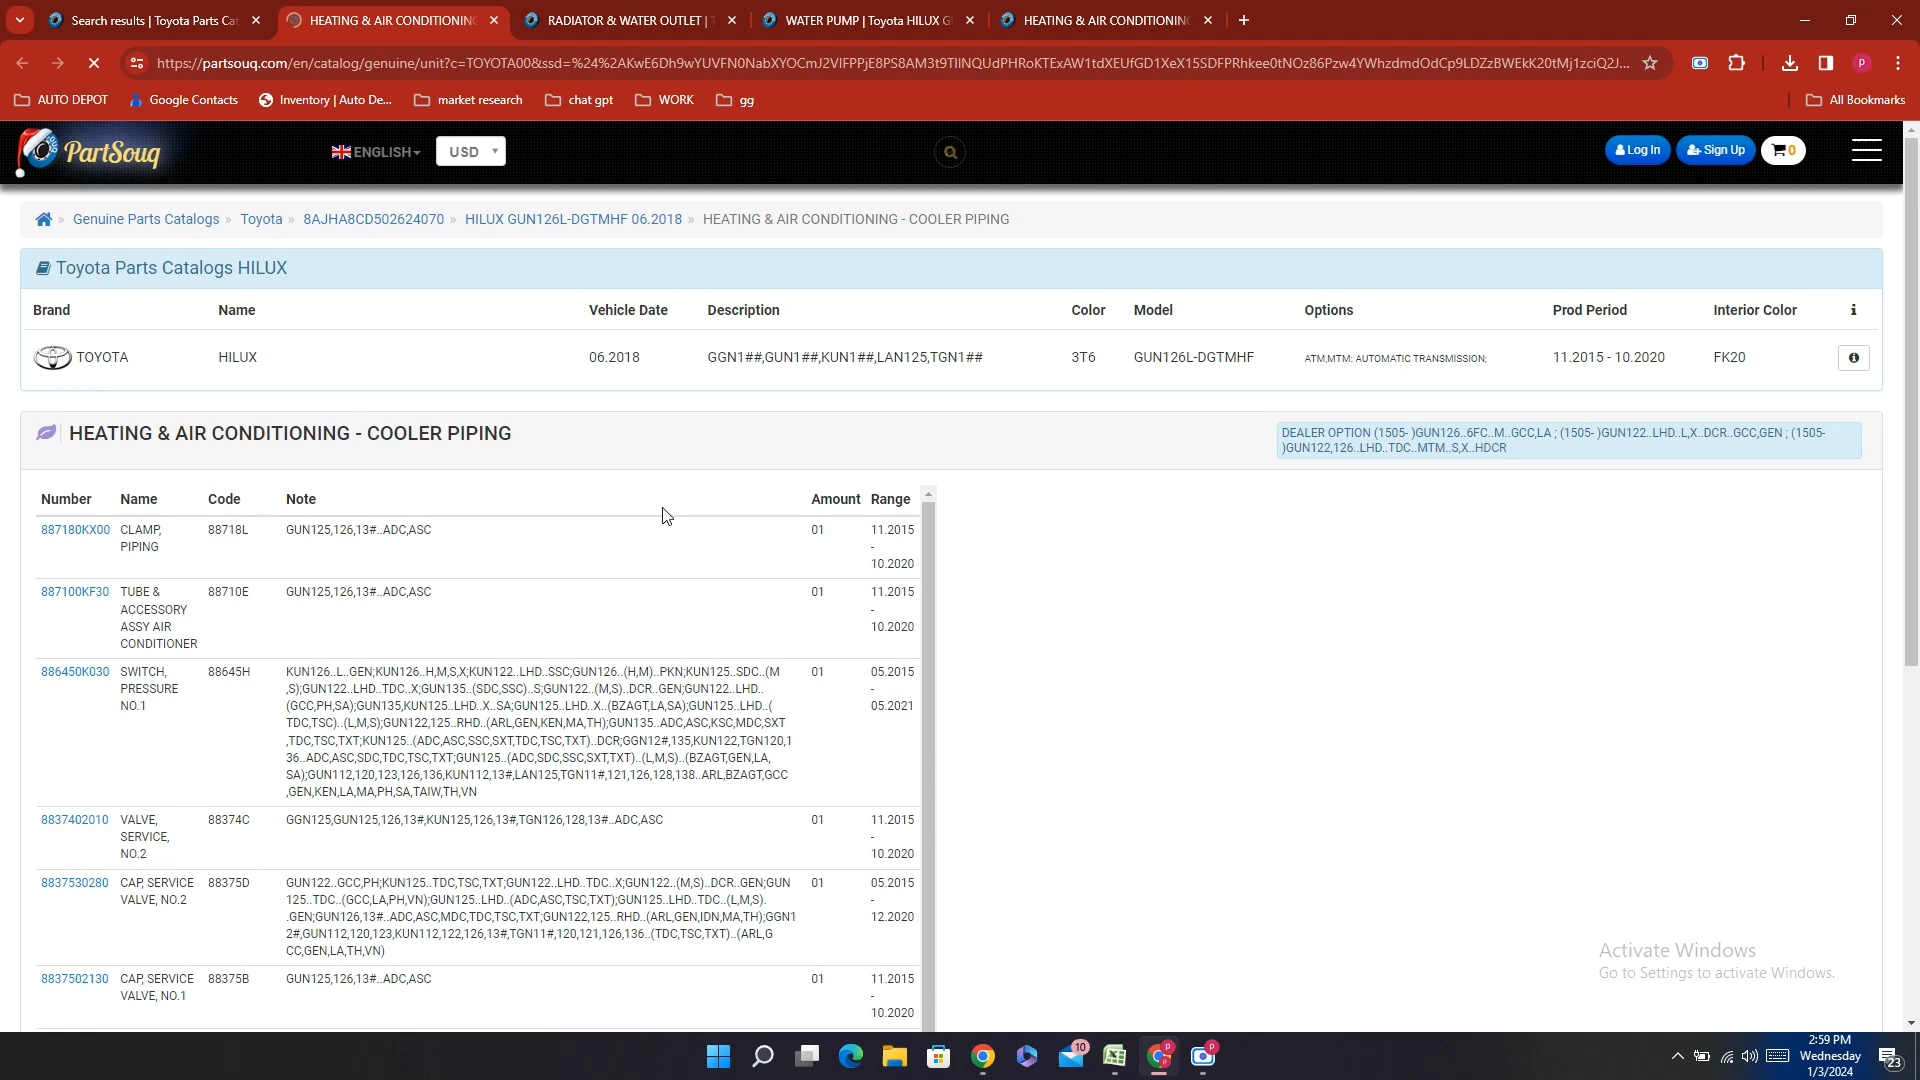 Search results | Toyota Parts Cat
HEATING & AIR CONDITIONING
RADIATOR & WATER OUTLET | T
WATER PUMP | Toyota HILUX G
HEATING & AIR CONDITIONING
AUTO DEPOT
Google Contacts
Inventory | Auto De...
market research
chat gpt
WORK
gg
All Bookmarks
PartSouq
ENGLISH
USD
Log In
Sign Up
0
Genuine Parts Catalogs » Toyota » 8AJHA8CD502624070 » HILUX GUN126L-DGTMHF 06.2018 » HEATING & AIR CONDITIONING - COOLER PIPING
Toyota Parts Catalogs HILUX
Brand Name Vehicle Date Description Color Model Options Prod Period Interior Color
TOYOTA HILUX 06.2018 GGN1##,GUN1##,KUN1##,LAN125,TGN1## 3T6 GUN126L-DGTMHF ATM,MTM: AUTOMATIC TRANSMISSION; 11.2015 - 10.2020 FK20
HEATING & AIR CONDITIONING - COOLER PIPING
DEALER OPTION (1505- )GUN126..6FC..M..GCC,LA ; (1505- )GUN122..LHD..L,X..DCR..GCC,GEN ; (1505-
)GUN122,126..LHD..TDC..MTM..S,X..HDCR
Number Name Code Note Amount Range
887180KX00 CLAMP, 88718L GUN125,126,13#..ADC,ASC 01 11.2015
PIPING -
10.2020
887100KF30 TUBE & 88710E GUN125,126,13#..ADC,ASC 01 11.2015
ACCESSORY -
ASSY AIR 10.2020
CONDITIONER
886450K030 SWITCH, 88645H KUN126..L..GEN;KUN126..H,M,S,X;KUN122..LHD..SSC;GUN126..(H,M)..PKN;KUN125..SDC..(M 01 05.2015
PRESSURE ,S);GUN122..LHD..TDC..X;GUN135..(SDC,SSC)..S;GUN122..(M,S)..DCR..GEN;GUN122..LHD.. -
NO.1 (GCC,PH,SA);GUN135,KUN125..LHD..X..SA;GUN125..LHD..X..(BZAGT,LA,SA);GUN125..LHD..( 05.2021
TDC,TSC)..(L,M,S);GUN122,125..RHD..(ARL,GEN,KEN,MA,TH);GUN135..ADC,ASC,KSC,MDC,SXT
,TDC,TSC,TXT;KUN125..(ADC,ASC,SSC,SXT,TDC,TSC,TXT)..DCR;GGN12#,135,KUN122,TGN120,1
36..ADC,ASC,SDC,TDC,TSC,TXT;GUN125..(ADC,SDC,SSC,SXT,TXT)..(L,M,S)..(BZAGT,GEN,LA,
SA);GUN112,120,123,126,136,KUN112,13#,LAN125,TGN11#,121,126,128,138..ARL,BZAGT,GCC
,GEN,KEN,LA,MA,PH,SA,TAIW,TH,VN
8837402010 VALVE, 88374C GGN125,GUN125,126,13#,KUN125,126,13#,TGN126,128,13#..ADC,ASC 01 11.2015
SERVICE, -
NO.2 10.2020
8837530280 CAP, SERVICE 88375D GUN122..GCC,PH;KUN125..TDC,TSC,TXT;GUN122..LHD..TDC..X;GUN122..(M,S)..DCR..GEN;GUN 01 05.2015
VALVE, NO.2 125..TDC..(GCC,LA,PH,VN);GUN125..LHD..(ADC,ASC,TSC,TXT);GUN125..LHD..TDC..(L,M,S). -
.GEN;GUN126,13#..ADC,ASC,MDC,TDC,TSC,TXT;GUN122,125..RHD..(ARL,GEN,IDN,MA,TH);GGN1 12.2020
2#,GUN112,120,123,KUN112,122,126,13#,TGN11#,120,121,126,136..(TDC,TSC,TXT)..(ARL,G
CC,GEN,LA,TH,VN)
8837502130 CAP, SERVICE 88375B GUN125,126,13#..ADC,ASC 01 11.2015
VALVE, NO.1 -
10.2020
Activate Windows
Go to Settings to activate Windows.
10
2:59 PM
Wednesday
1/3/2024
23